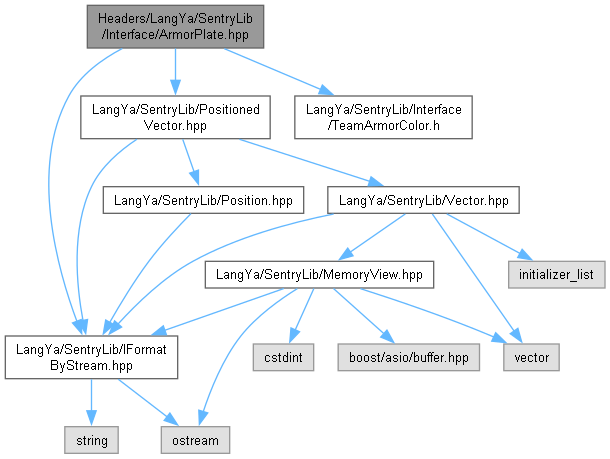 Headers/LangYa/SentryLib
/Interface/ArmorPlate.hpp
LangYa/SentryLib/Positioned
Vector.hpp
LangYa/SentryLib/Interface
/TeamArmorColor.h
LangYa/SentryLib/Position.hpp
LangYa/SentryLib/Vector.hpp
LangYa/SentryLib/MemoryView.hpp
initializer_list
LangYa/SentryLib/IFormat
ByStream.hpp
cstdint
boost/asio/buffer.hpp
vector
string
ostream